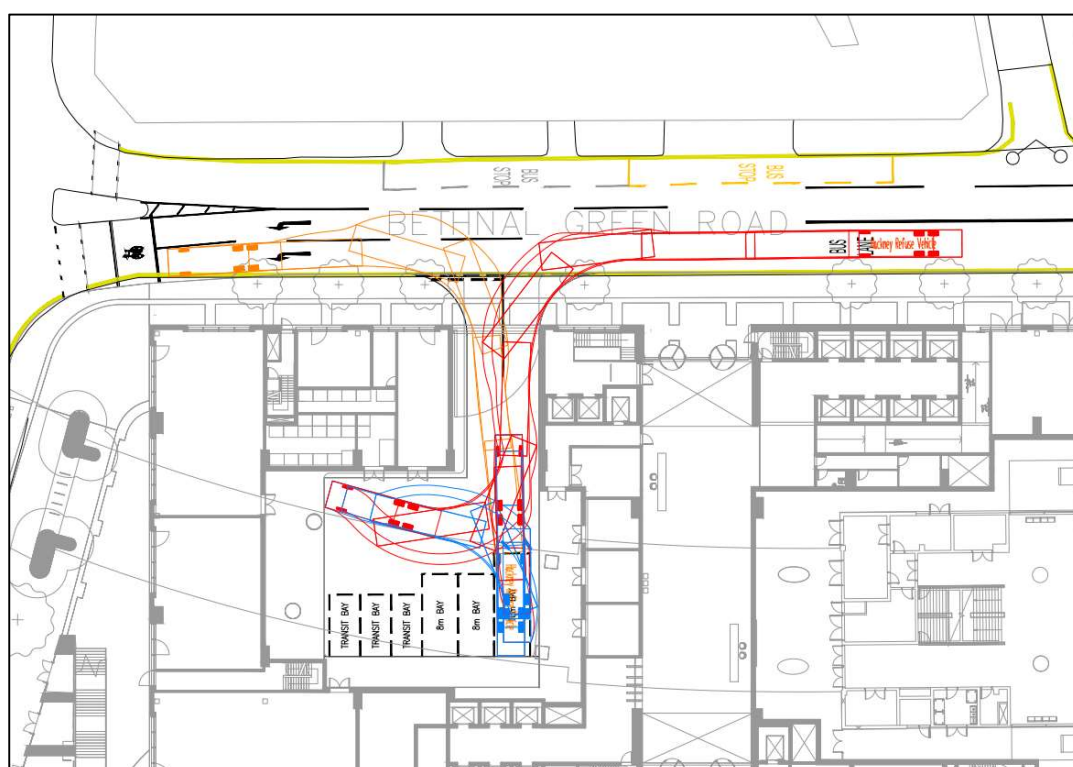 BUS
STOP
BUS
STOP
BETHNAL GREEN ROAD
BUS
LANE
Hackney Refuse Vehicle
TRANSIT BAY
TRANSIT BAY
TRANSIT BAY
8m BAY
8m BAY